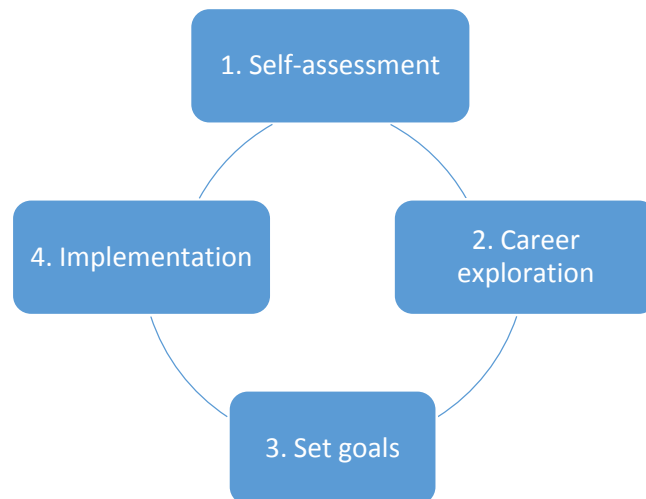 1. Self-assessment
2. Career
exploration
3. Set goals
4. Implementation